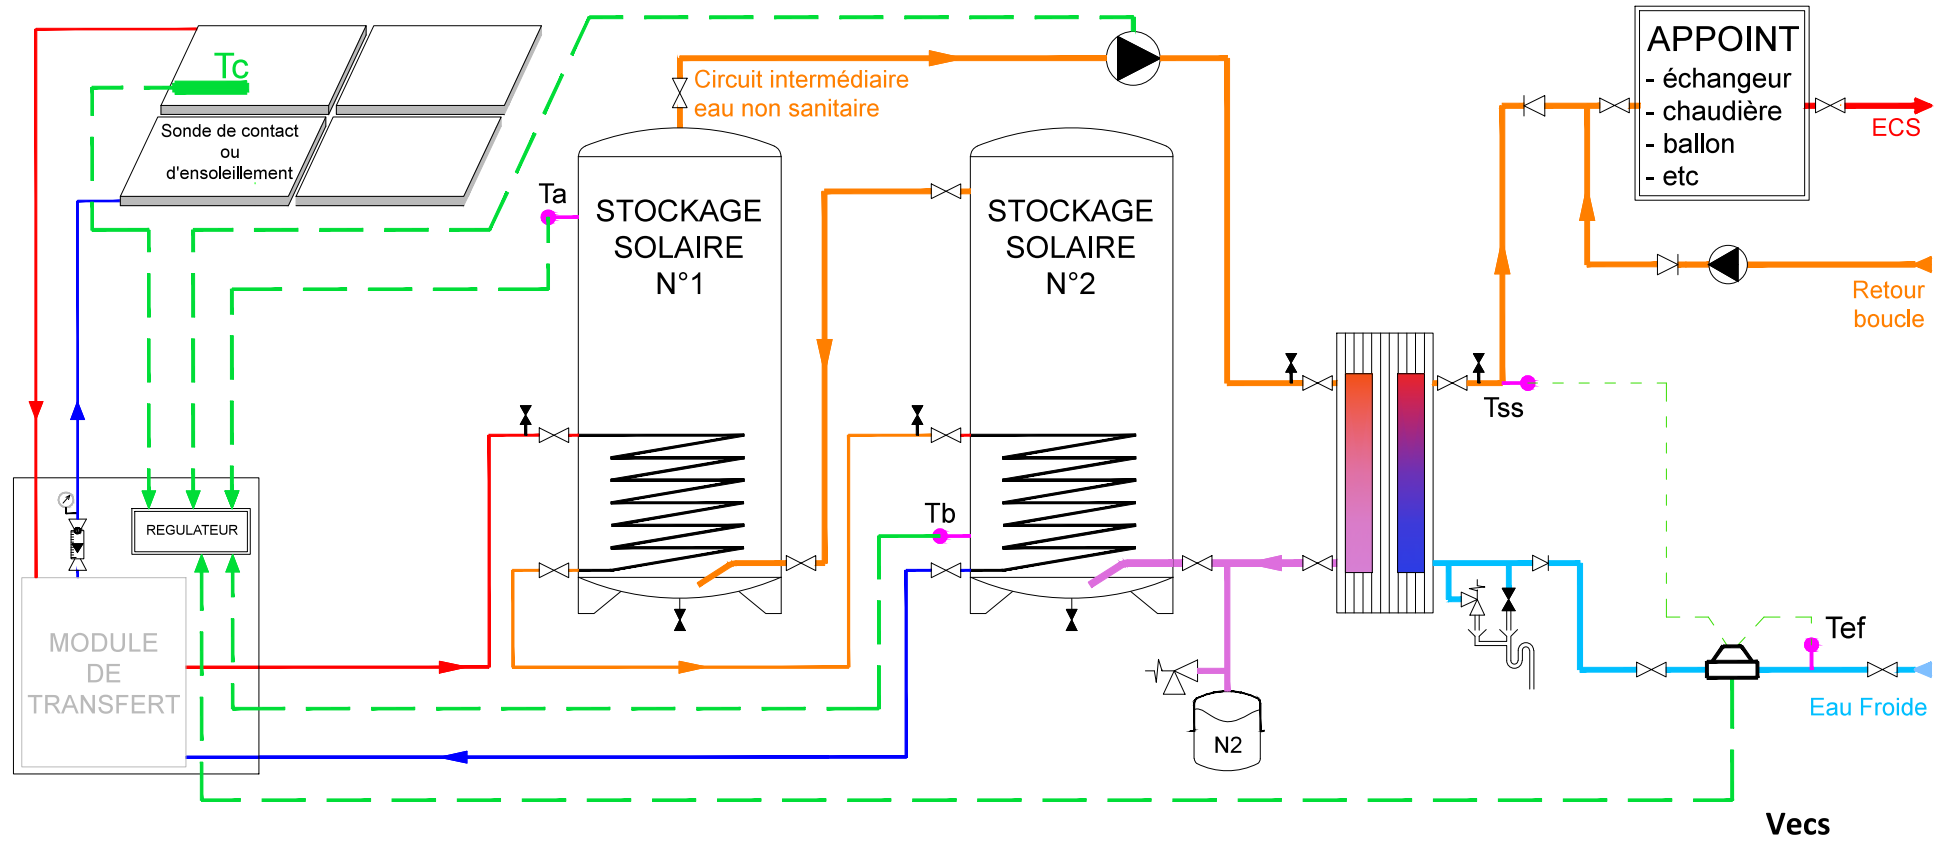 Tc
Sonde de contact
ou
d'ensoleillement
Circuit intermédiaire
eau non sanitaire
APPOINT
- échangeur
- chaudière
- ballon
- etc
ECS
Ta
STOCKAGE
SOLAIRE
N°1
STOCKAGE
SOLAIRE
N°2
Retour
boucle
Tss
REGULATEUR
Tb
MODULE
DE
TRANSFERT
Tef
Eau Froide
N2
Vecs